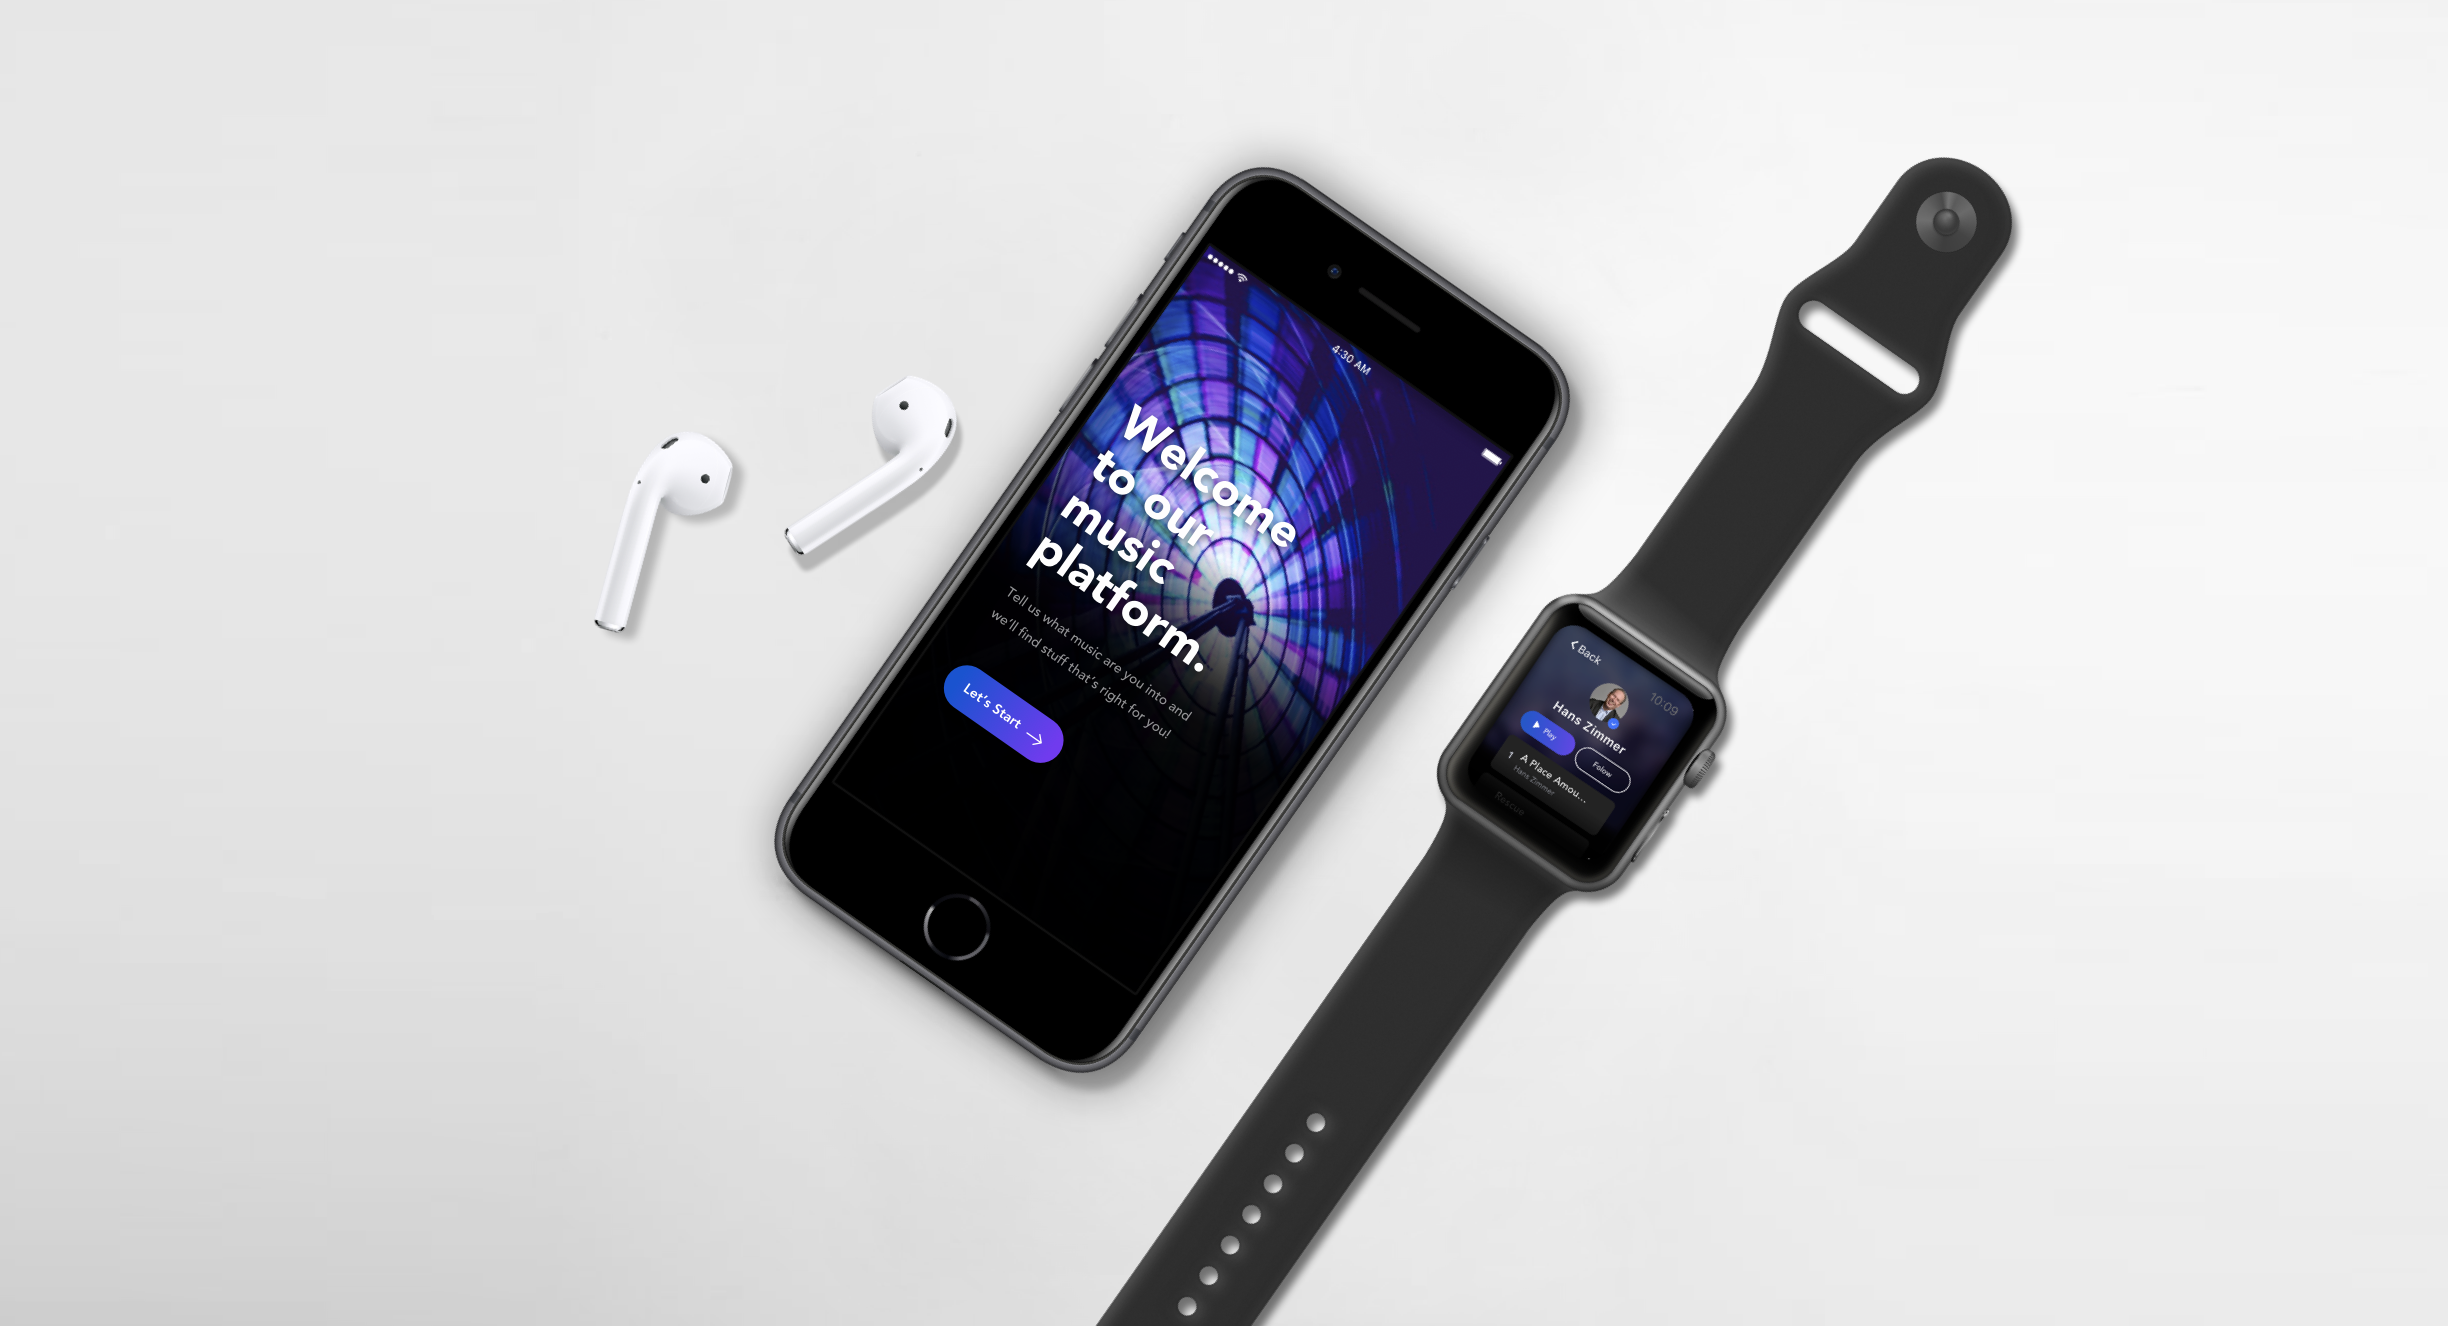 4:30 AM
Welcome
to our
music
platform.
Tell us what music are you into and
we'll find stuff that's right for you!
Let's Start
Back
10:09
Hans Zimmer
Play
Follow
1 A Place Amou...
Hans Zimmer
Rescue